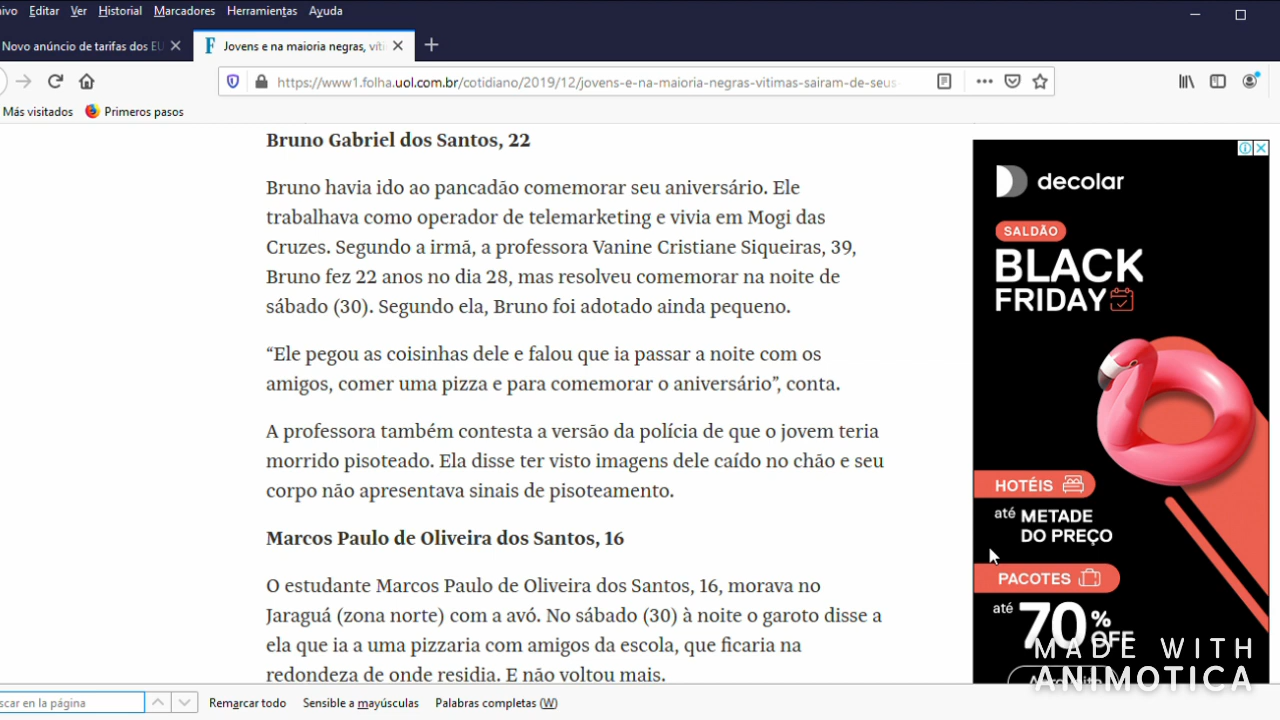 ivo Editar Ver Historial Marcadores Herramientas Ayuda
Novo anúncio de tarifas dos EU
Jovens e na maioria negras, víti
https://www1.folha.uol.com.br/cotidiano/2019/12/jovens-e-na-maioria-negras-vitimas-sairam-de-seus-
Más visitados Primeros pasos
Bruno Gabriel dos Santos, 22
Bruno havia ido ao pancadão comemorar seu aniversário. Ele
trabalhava como operador de telemarketing e vivia em Mogi das
Cruzes. Segundo a irmã, a professora Vanine Cristiane Siqueiras, 39,
Bruno fez 22 anos no dia 28, mas resolveu comemorar na noite de
sábado (30). Segundo ela, Bruno foi adotado ainda pequeno.
“Ele pegou as coisinhas dele e falou que ia passar a noite com os
amigos, comer uma pizza e para comemorar o aniversário”, conta.
A professora também contesta a versão da polícia de que o jovem teria
morrido pisoteado. Ela disse ter visto imagens dele caído no chão e seu
corpo não apresentava sinais de pisoteamento.
Marcos Paulo de Oliveira dos Santos, 16
O estudante Marcos Paulo de Oliveira dos Santos, 16, morava no
Jaraguá (zona norte) com a avó. No sábado (30) à noite o garoto disse a
ela que ia a uma pizzaria com amigos da escola, que ficaria na
redondeza de onde residia. E não voltou mais.
decolar
SALDÃO
BLACK
FRIDAY
HOTÉIS
até METADE
DO PREÇO
PACOTES
até 70% OFF
MADE WITH
ANIMOTICA
scar en la página Remarcar todo Sensible a mayúsculas Palabras completas (W)